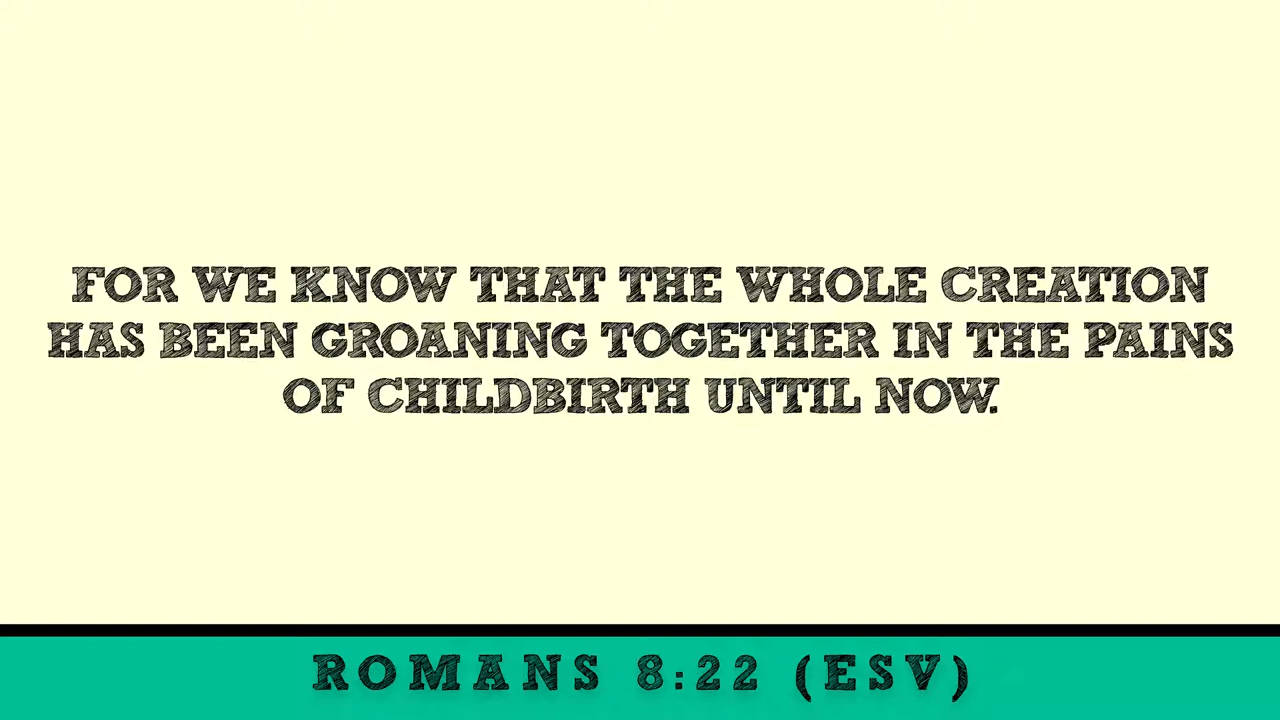 FOR WE KNOW THAT THE WHOLE CREATION
HAS BEEN GROANING TOGETHER IN THE PAINS
OF CHILDBIRTH UNTIL NOW.
ROMANS 8:22 (ESV)